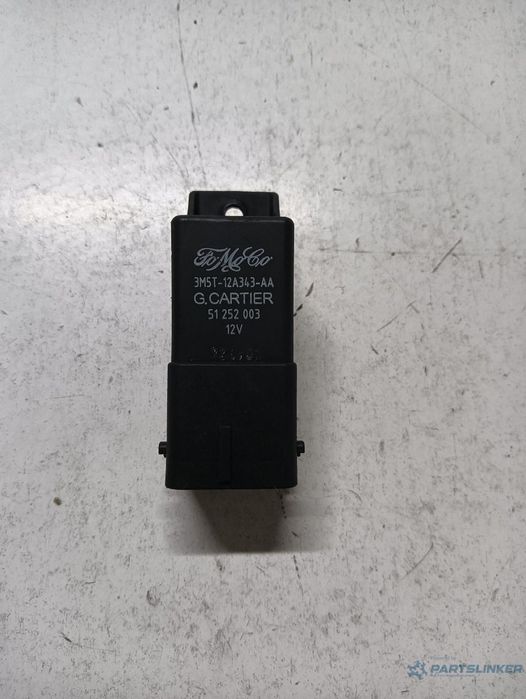 FoMoCo
3M5T-12A343-AA
G.CARTIER
51 252 003
12V
PARTSLINKER